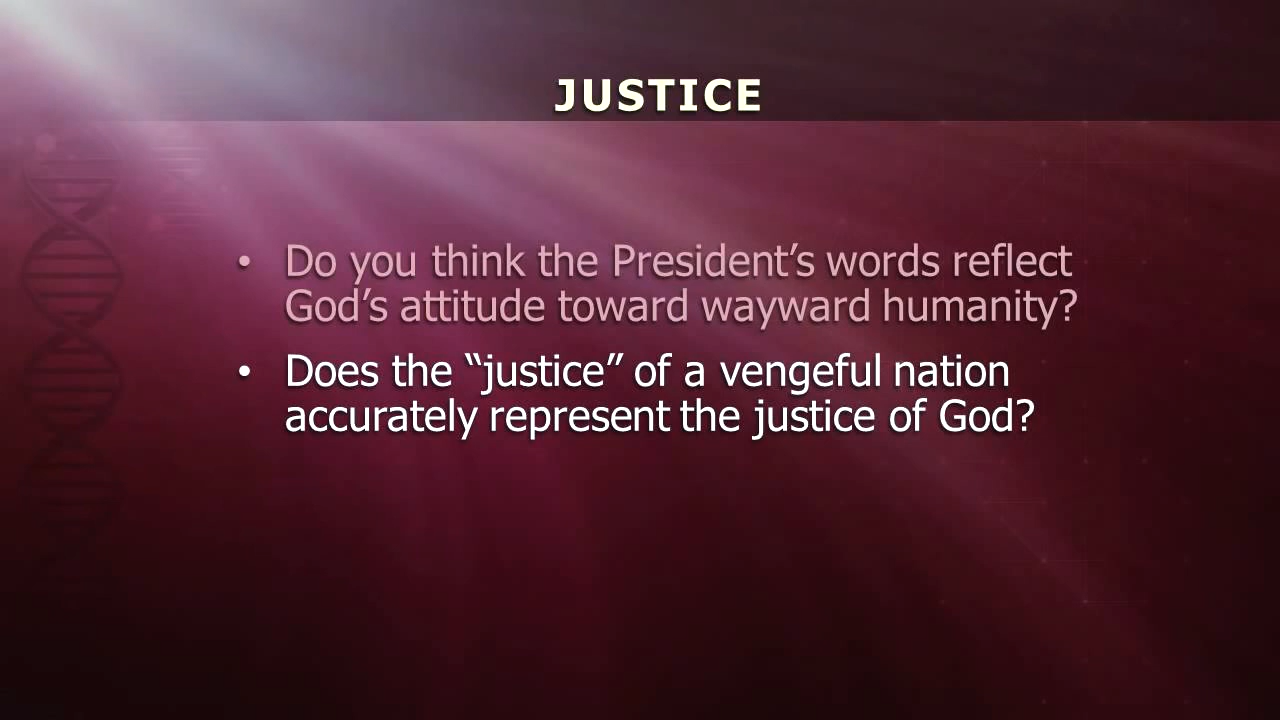 JUSTICE
• Do you think the President’s words reflect
God’s attitude toward wayward humanity?
• Does the “justice” of a vengeful nation
accurately represent the justice of God?